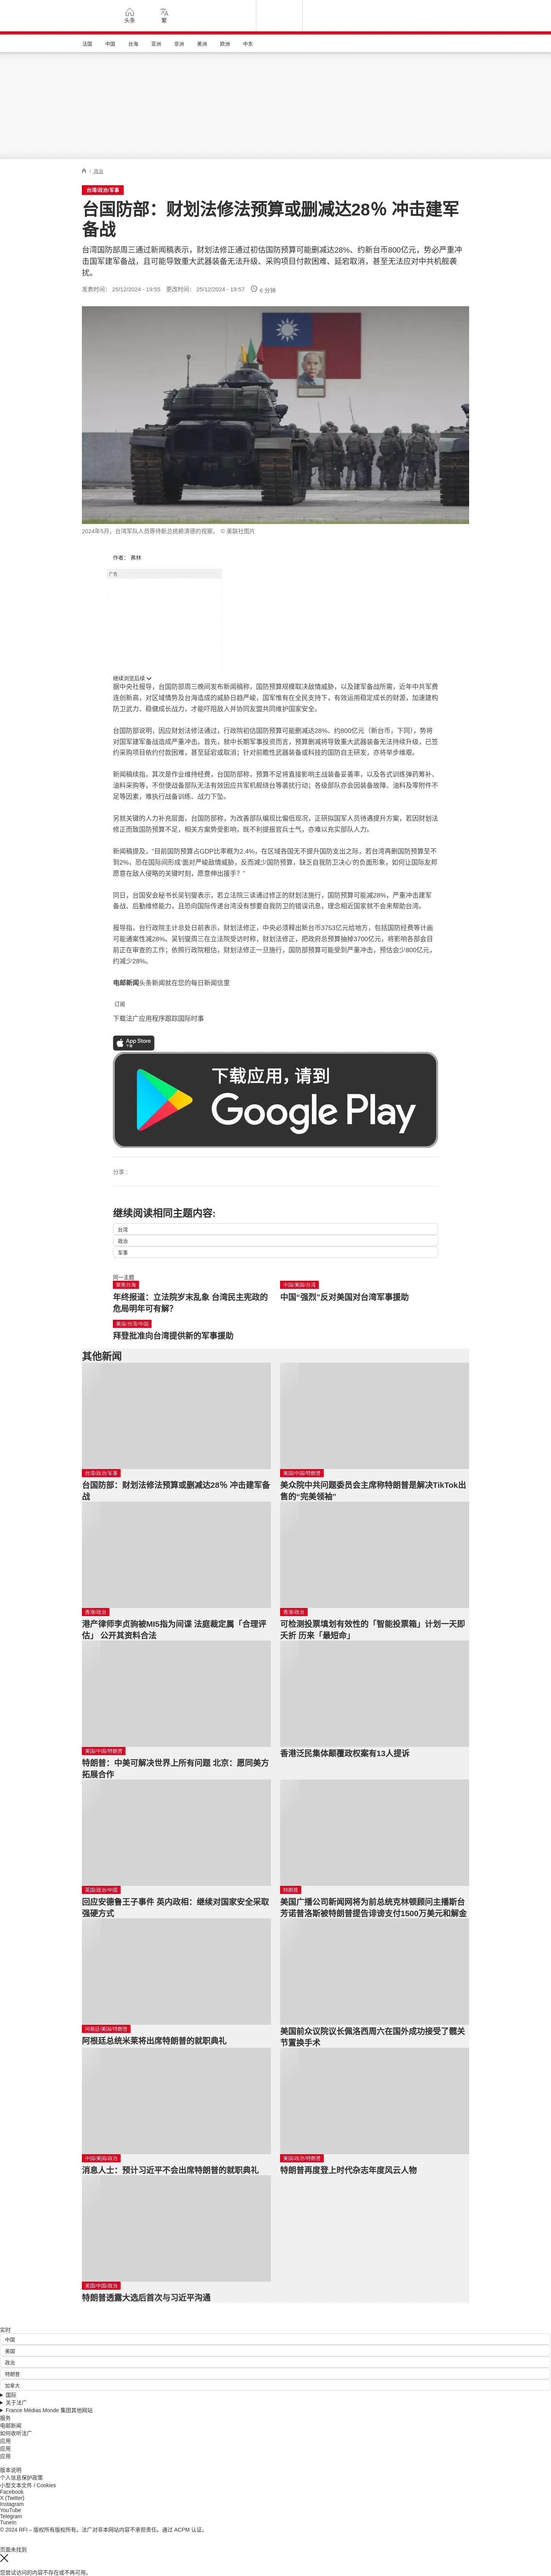 头条
繁
法国
中国
台海
亚洲
非洲
美洲
欧洲
中东
/ 政治
台湾/政治/军事
台国防部：财划法修法预算或删减达28% 冲击建军
备战
台湾国防部周三通过新闻稿表示，财划法修正通过初估国防预算可能删减达28%、约新台币800亿元，势必严重冲
击国军建军备战，且可能导致重大武器装备无法升级、采购项目付款困难、延宕取消，甚至无法应对中共机舰袭
扰。
发表时间： 25/12/2024 - 19:55 更改时间： 25/12/2024 - 19:57 6 分钟
2024年5月，台湾军队人员等待新总统赖清德的视察。 © 美联社图片
作者： 弗林
广告
继续浏览后续
据中央社报导，台国防部周三晚间发布新闻稿称，国防预算规模取决敌情威胁，以及建军备战所需，近年中共军费
连创新高，对区域情势及台海造成的威胁日趋严峻，国军惟有在全民支持下，有效运用稳定成长的财源，加速建构
防卫武力、稳健成长战力，才能吓阻敌人并协同友盟共同维护国家安全。
台国防部说明，因应财划法修法通过，行政院初估国防预算可能删减达28%、约800亿元（新台币，下同），势将
对国军建军备战造成严重冲击。首先，就中长期军事投资而言，预算删减将导致重大武器装备无法持续升级，已签
约采购项目依约付款困难，甚至延宕或取消；针对前瞻性武器装备或科技的国防自主研发，亦将举步维艰。
新闻稿续指，其次是作业维持经费，台国防部称，预算不足将直接影响主战装备妥善率，以及各式训练弹药筹补、
油料采购等，不但使战备部队无法有效因应共军机舰绕台等袭扰行动；各级部队亦会因装备故障、油料及零附件不
足等因素，难执行战备训练、战力下坠。
另就关键的人力补充层面，台国防部称，为改善部队编现比偏低现况，正研拟国军人员待遇提升方案，若因财划法
修正而致国防预算不足，相关方案势受影响，既不利提振官兵士气，亦难以充实部队人力。
新闻稿提及，“目前国防预算占GDP比率概为2.4%，在区域各国无不提升国防支出之际，若台湾再删国防预算至不
到2%，恐在国际间形成‘面对严峻敌情威胁，反而减少国防预算，缺乏自我防卫决心’的负面形象，如何让国际友邦
愿意在敌人侵略的关键时刻，愿意伸出援手？”
同日，台国安会秘书长吴钊燮表示，若立法院三读通过修正的财划法施行，国防预算可能减28%，严重冲击建军
备战、后勤维修能力，且恐向国际传递台湾没有想要自我防卫的错误讯息，理念相近国家就不会来帮助台湾。
报导指，台行政院主计总处日前表示，财划法修正，中央必须释出新台币3753亿元给地方，包括国防经费等计画
可能通案性减28%。吴钊燮周三在立法院受访时称，财划法修正，把政府总预算抽掉3700亿元，将影响各部会目
前正在审查的工作；依照行政院粗估，财划法修正一旦施行，国防部预算可能受到严重冲击，预估会少800亿元，
约减少28%。
电邮新闻头条新闻就在您的每日新闻信里
订阅
下载法广应用程序跟踪国际时事
App Store
下载
下载应用，请到
Google Play
分享 :
继续阅读相同主题内容:
台湾
政治
军事
同一主题
聚焦台海
年终报道：立法院岁末乱象 台湾民主宪政的
危局明年可有解？
中国/美国/台湾
中国“强烈”反对美国对台湾军事援助
美国/台湾/中国
拜登批准向台湾提供新的军事援助
其他新闻
台湾/政治/军事
台国防部：财划法修法预算或删减达28% 冲击建军备
战
美国/中国/特朗普
美众院中共问题委员会主席称特朗普是解决TikTok出
售的“完美领袖”
香港/政治
港产律师李贞驹被MI5指为间谍 法庭裁定属「合理评
估」 公开其资料合法
香港/政治
可检测投票填划有效性的「智能投票箱」计划一天即
夭折 历来「最短命」
美国/中国/特朗普
特朗普：中美可解决世界上所有问题 北京：愿同美方
拓展合作
香港泛民集体颠覆政权案有13人提诉
英国/政治/中国
回应安德鲁王子事件 英内政相：继续对国家安全采取
强硬方式
特朗普
美国广播公司新闻网将为前总统克林顿顾问主播斯台
芳诺普洛斯被特朗普提告诽谤支付1500万美元和解金
阿根廷/美国/特朗普
阿根廷总统米莱将出席特朗普的就职典礼
美国前众议院议长佩洛西周六在国外成功接受了髋关
节置换手术
中国/美国/政治
消息人士：预计习近平不会出席特朗普的就职典礼
美国/政治/特朗普
特朗普再度登上时代杂志年度风云人物
美国/中国/政治
特朗普透露大选后首次与习近平沟通
实时
中国
美国
政治
特朗普
加拿大
国际
关于法广
France Médias Monde 集团其他网站
服务
电邮新闻
如何收听法广
应用
应用
应用
版本说明
个人信息保护政策
小型文本文件 / Cookies
Facebook
X (Twitter)
Instagram
YouTube
Telegram
TuneIn
© 2024 RFI – 版权所有版权所有。法广对非本网站内容不承担责任。通过 ACPM 认证。
页面未找到
您尝试访问的内容不存在或不再可用。